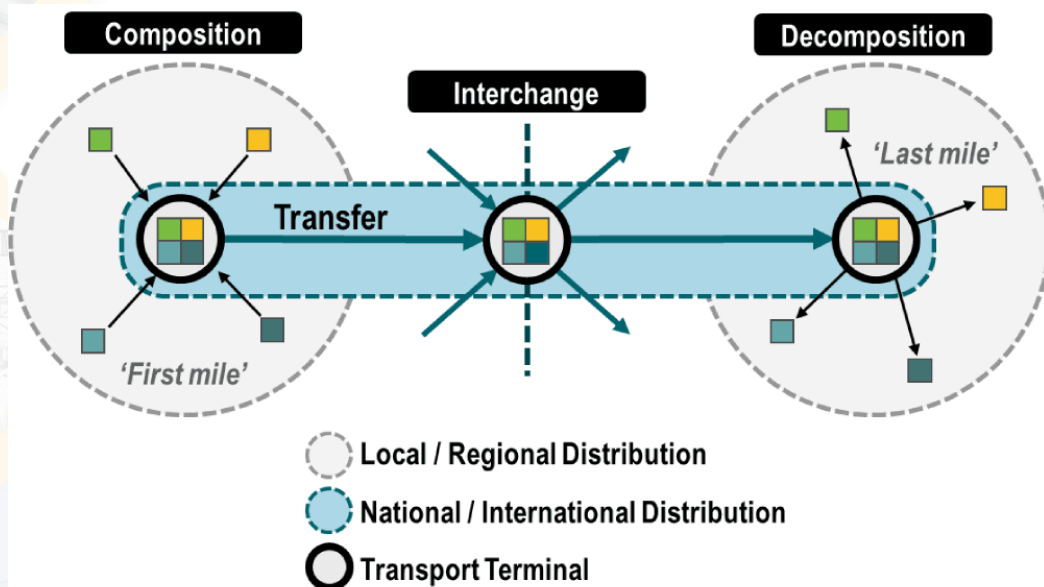 Composition
Decomposition
Interchange
'Last mile'
Transfer
'First mile'
Local / Regional Distribution
National / International Distribution
Transport Terminal